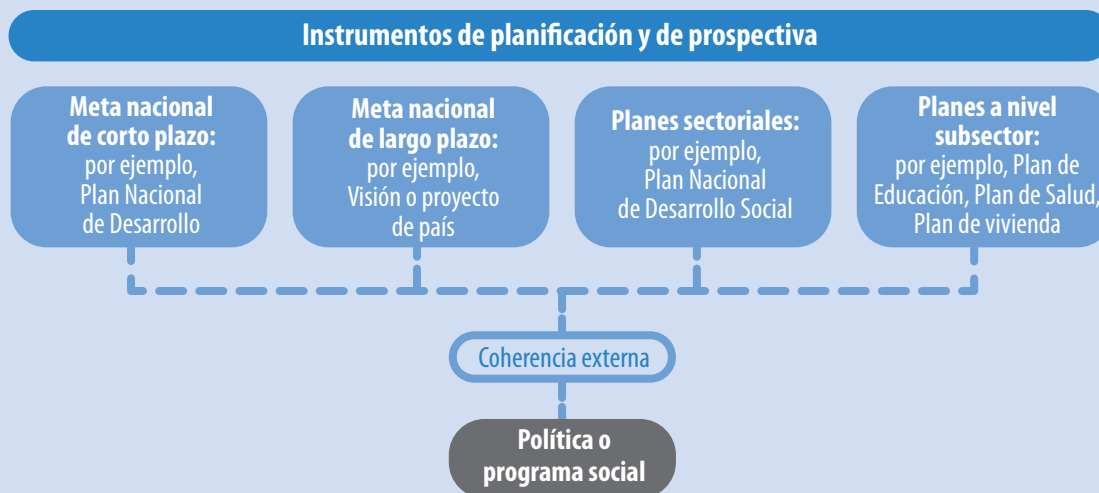 Instrumentos de planificación y de prospectiva
Meta nacional
de corto plazo:
por ejemplo,
Plan Nacional
de Desarrollo
Meta nacional
de largo plazo:
por ejemplo,
Visión o proyecto
de país
Planes sectoriales:
por ejemplo,
Plan Nacional
de Desarrollo Social
Planes a nivel
subsector:
por ejemplo, Plan de
Educación, Plan de Salud,
Plan de vivienda
Coherencia externa
Política o
programa social